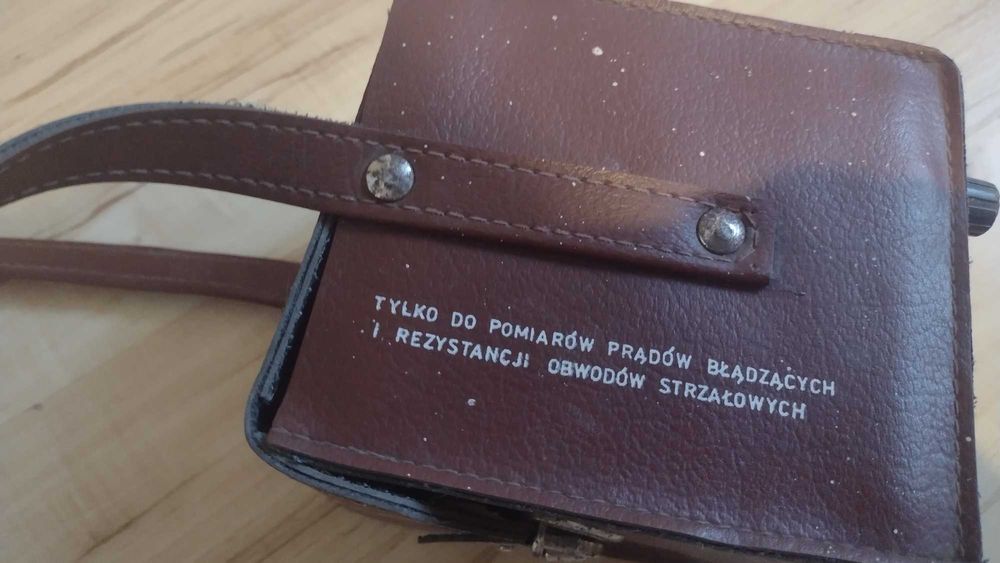 TYLKO DO POMIARÓW PRĄDÓW BŁĄDZĄCYCH
I REZYSTANCJI OBWODÓW STRZAŁOWYCH